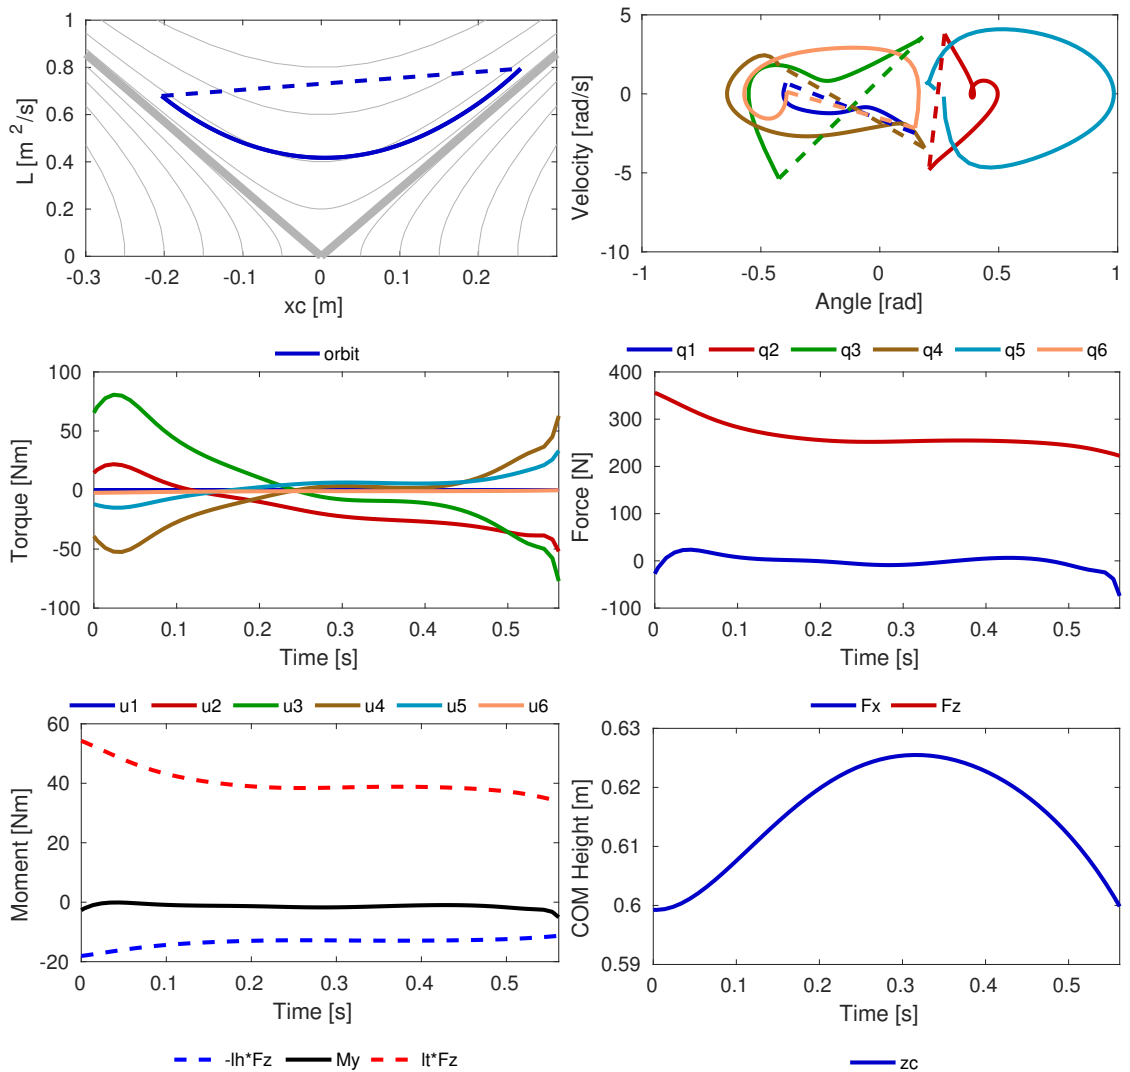 L [m ²/s]
1
0.8
0.6
0.4
0.2
0
-0.3 -0.2 -0.1 0 0.1 0.2
xc [m]
orbit
Velocity [rad/s]
5
0
-5
-10
-1 -0.5 0 0.5 1
Angle [rad]
q1 q2 q3 q4 q5 q6
Torque [Nm]
100
50
0
-50
-100
0 0.1 0.2 0.3 0.4 0.5
Time [s]
u1 u2 u3 u4 u5 u6
Force [N]
400
300
200
100
0
-100
0 0.1 0.2 0.3 0.4 0.5
Time [s]
Fx Fz
Moment [Nm]
60
40
20
0
-20
0 0.1 0.2 0.3 0.4 0.5
Time [s]
-lh*Fz My lt*Fz
COM Height [m]
0.63
0.62
0.61
0.6
0.59
0 0.1 0.2 0.3 0.4 0.5
Time [s]
zc